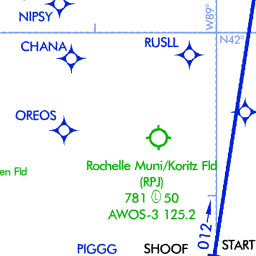 NIPSY
W89°
N42°
CHANA
RUSLL
OREOS
en Fld
Rochelle Muni/Koritz Fld
(RPJ)
781 Ⓛ 50
AWOS-3 125.2
012
PIGGG
SHOOF
START